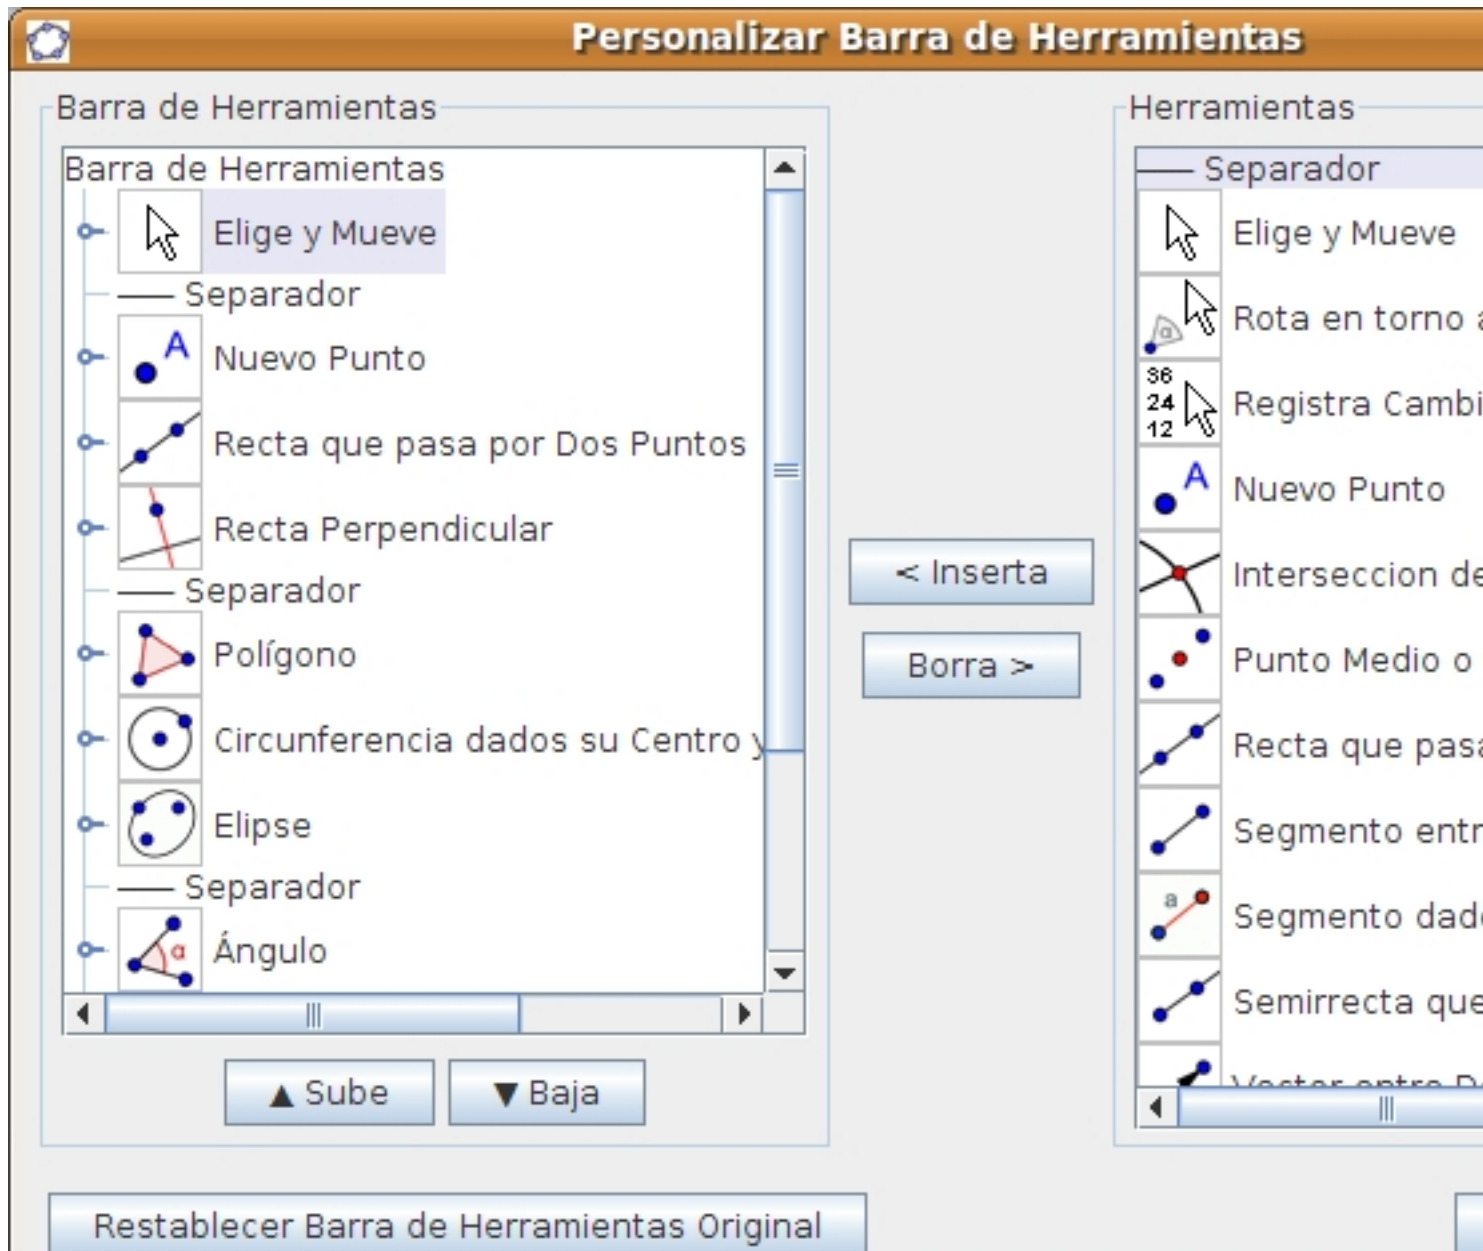 Personalizar Barra de Herramientas
Barra de Herramientas
Barra de Herramientas
Elige y Mueve
Separador
A
Nuevo Punto
Recta que pasa por Dos Puntos
Recta Perpendicular
Separador
Polígono
Circunferencia dados su Centro y
Elipse
Separador
α
Ángulo
▲ Sube
▼ Baja
Restablecer Barra de Herramientas Original
< Inserta
Borra >
Herramientas
Separador
Elige y Mueve
α
Rota en torno a
36
24
12
Registra Cambi
A
Nuevo Punto
Interseccion de
Punto Medio o
Recta que pasa
Segmento entr
a
Segmento dado
Semirrecta que
Vector entre